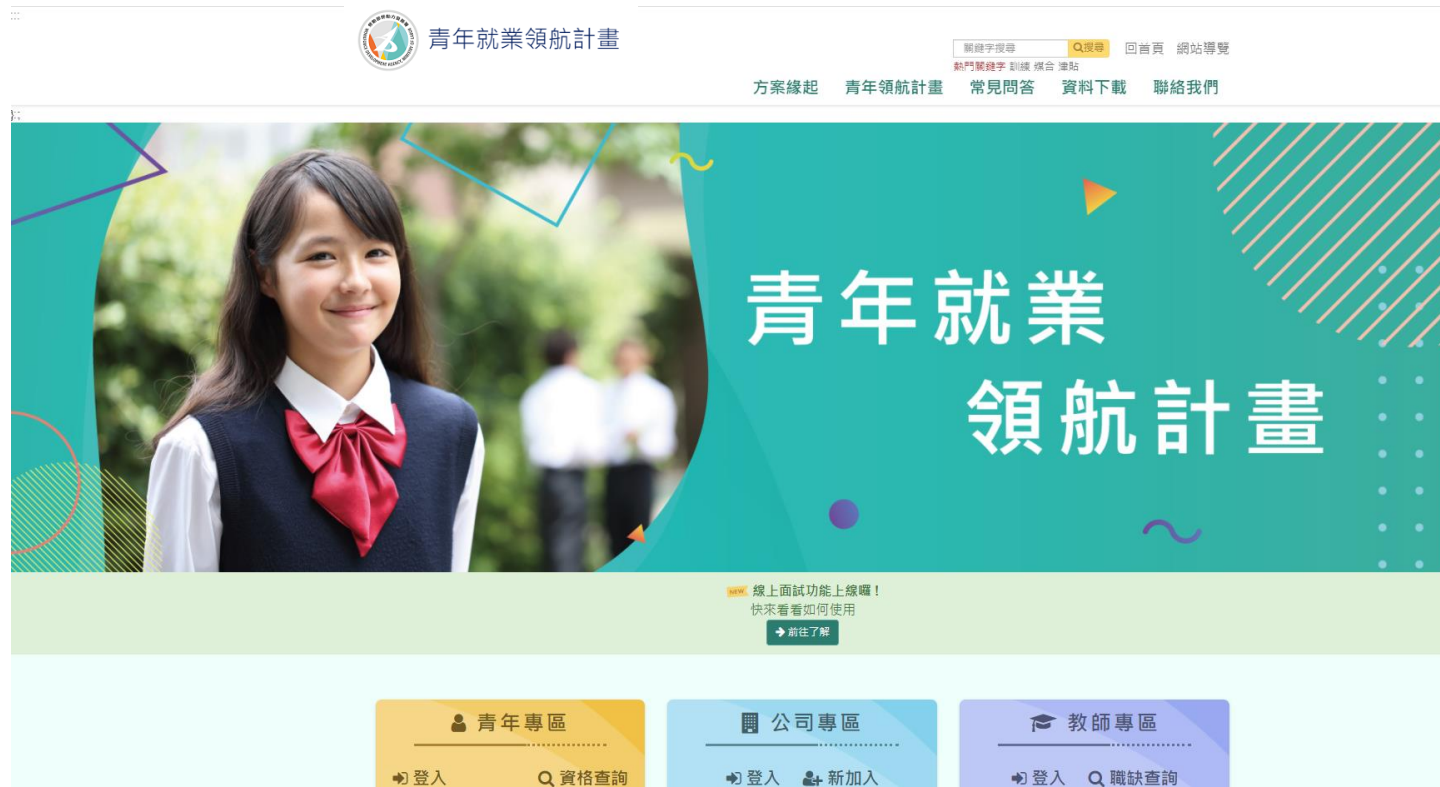 :::
青年就業領航計畫
關鍵字搜尋
搜尋
回首頁 網站導覽
熱門關鍵字 訓練 媒合 津貼
方案緣起 青年領航計畫 常見問答 資料下載 聯絡我們
青年就業
領航計畫
NEW 線上面試功能上線囉！
快來看看如何使用
前往了解
青年專區
登入 資格查詢
公司專區
登入 新加入
教師專區
登入 職缺查詢